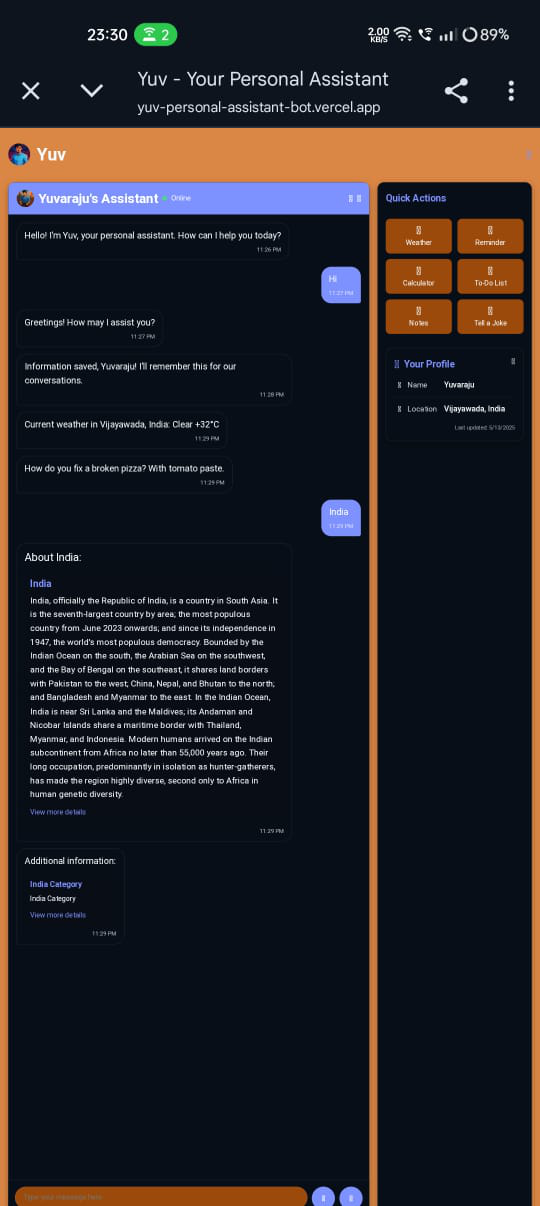 23:30
2
2.00
KB/S
89%
Yuv - Your Personal Assistant
yuv-personal-assistant-bot.vercel.app
Yuv
Yuvaraju's Assistant
Online
Hello! I'm Yuv, your personal assistant. How can I help you today?
11:26 PM
Hi
11:27 PM
Greetings! How may I assist you?
11:27 PM
Information saved, Yuvaraju! I'll remember this for our
conversations.
11:28 PM
Current weather in Vijayawada, India: Clear +32°C
11:29 PM
How do you fix a broken pizza? With tomato paste.
11:29 PM
India
11:29 PM
About India:
India
India, officially the Republic of India, is a country in South Asia. It
is the seventh-largest country by area; the most populous
country from June 2023 onwards; and since its independence in
1947, the world's most populous democracy. Bounded by the
Indian Ocean on the south, the Arabian Sea on the southwest,
and the Bay of Bengal on the southeast, it shares land borders
with Pakistan to the west; China, Nepal, and Bhutan to the north;
and Bangladesh and Myanmar to the east. In the Indian Ocean,
India is near Sri Lanka and the Maldives; its Andaman and
Nicobar Islands share a maritime border with Thailand,
Myanmar, and Indonesia. Modern humans arrived on the Indian
subcontinent from Africa no later than 55,000 years ago. Their
long occupation, predominantly in isolation as hunter-gatherers,
has made the region highly diverse, second only to Africa in
human genetic diversity.
View more details
11:29 PM
Additional information:
India Category
India Category
View more details
11:29 PM
Type your message here
Quick Actions
Weather
Reminder
Calculator
To-Do List
Notes
Tell a Joke
Your Profile
Name Yuvaraju
Location Vijayawada, India
Last updated: 5/13/2025